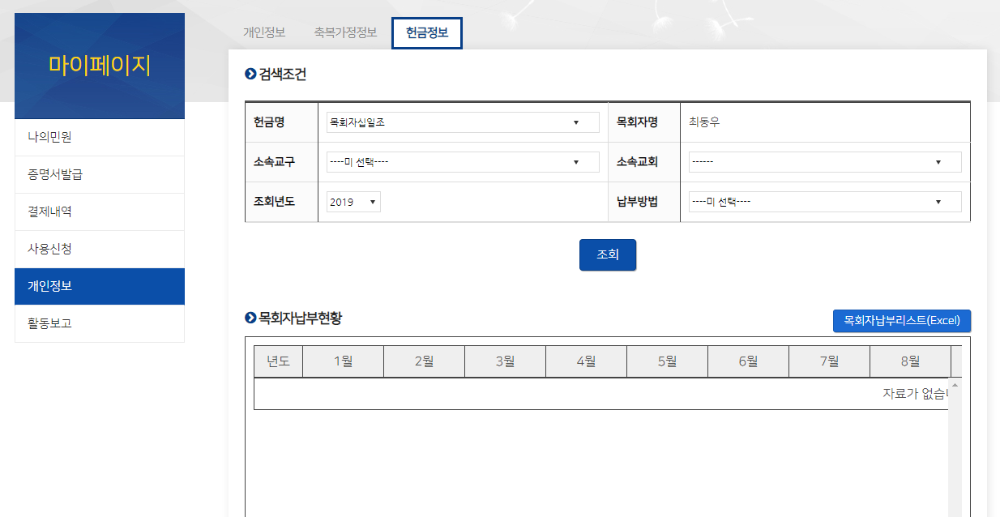 마이페이지
나의민원
증명서발급
결제내역
사용신청
개인정보
활동보고
개인정보 축복가정정보 헌금정보
검색조건
헌금명 목회자십일조 목회자명 최동우
소속교구 ----미 선택---- 소속교회 ------
조회년도 2019 납부방법 ----미 선택----
조회
목회자납부현황 목회자납부리스트(Excel)
년도 1월 2월 3월 4월 5월 6월 7월 8월
자료가 없습